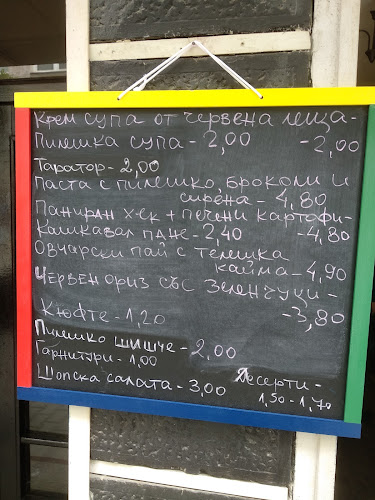 Крем супа от червена леща -
Пилешка супа - 2,00 - 2,00
Таратор - 2,00
Паста с пилешко, броколи и
сирена - 4,80
Паниран х-ек + печени картофи -
Кашкавал пане - 2,40 - 4,80
Овчарски пай с телешка
кайма - 4,90
Червен ориз със зеленчуци -
- 3,80
Кюфте - 1,20
Пилешко шишче - 2,00
Гарнитури - 1,00
Шопска салата - 3,00
Десерти -
1,50 - 1,70